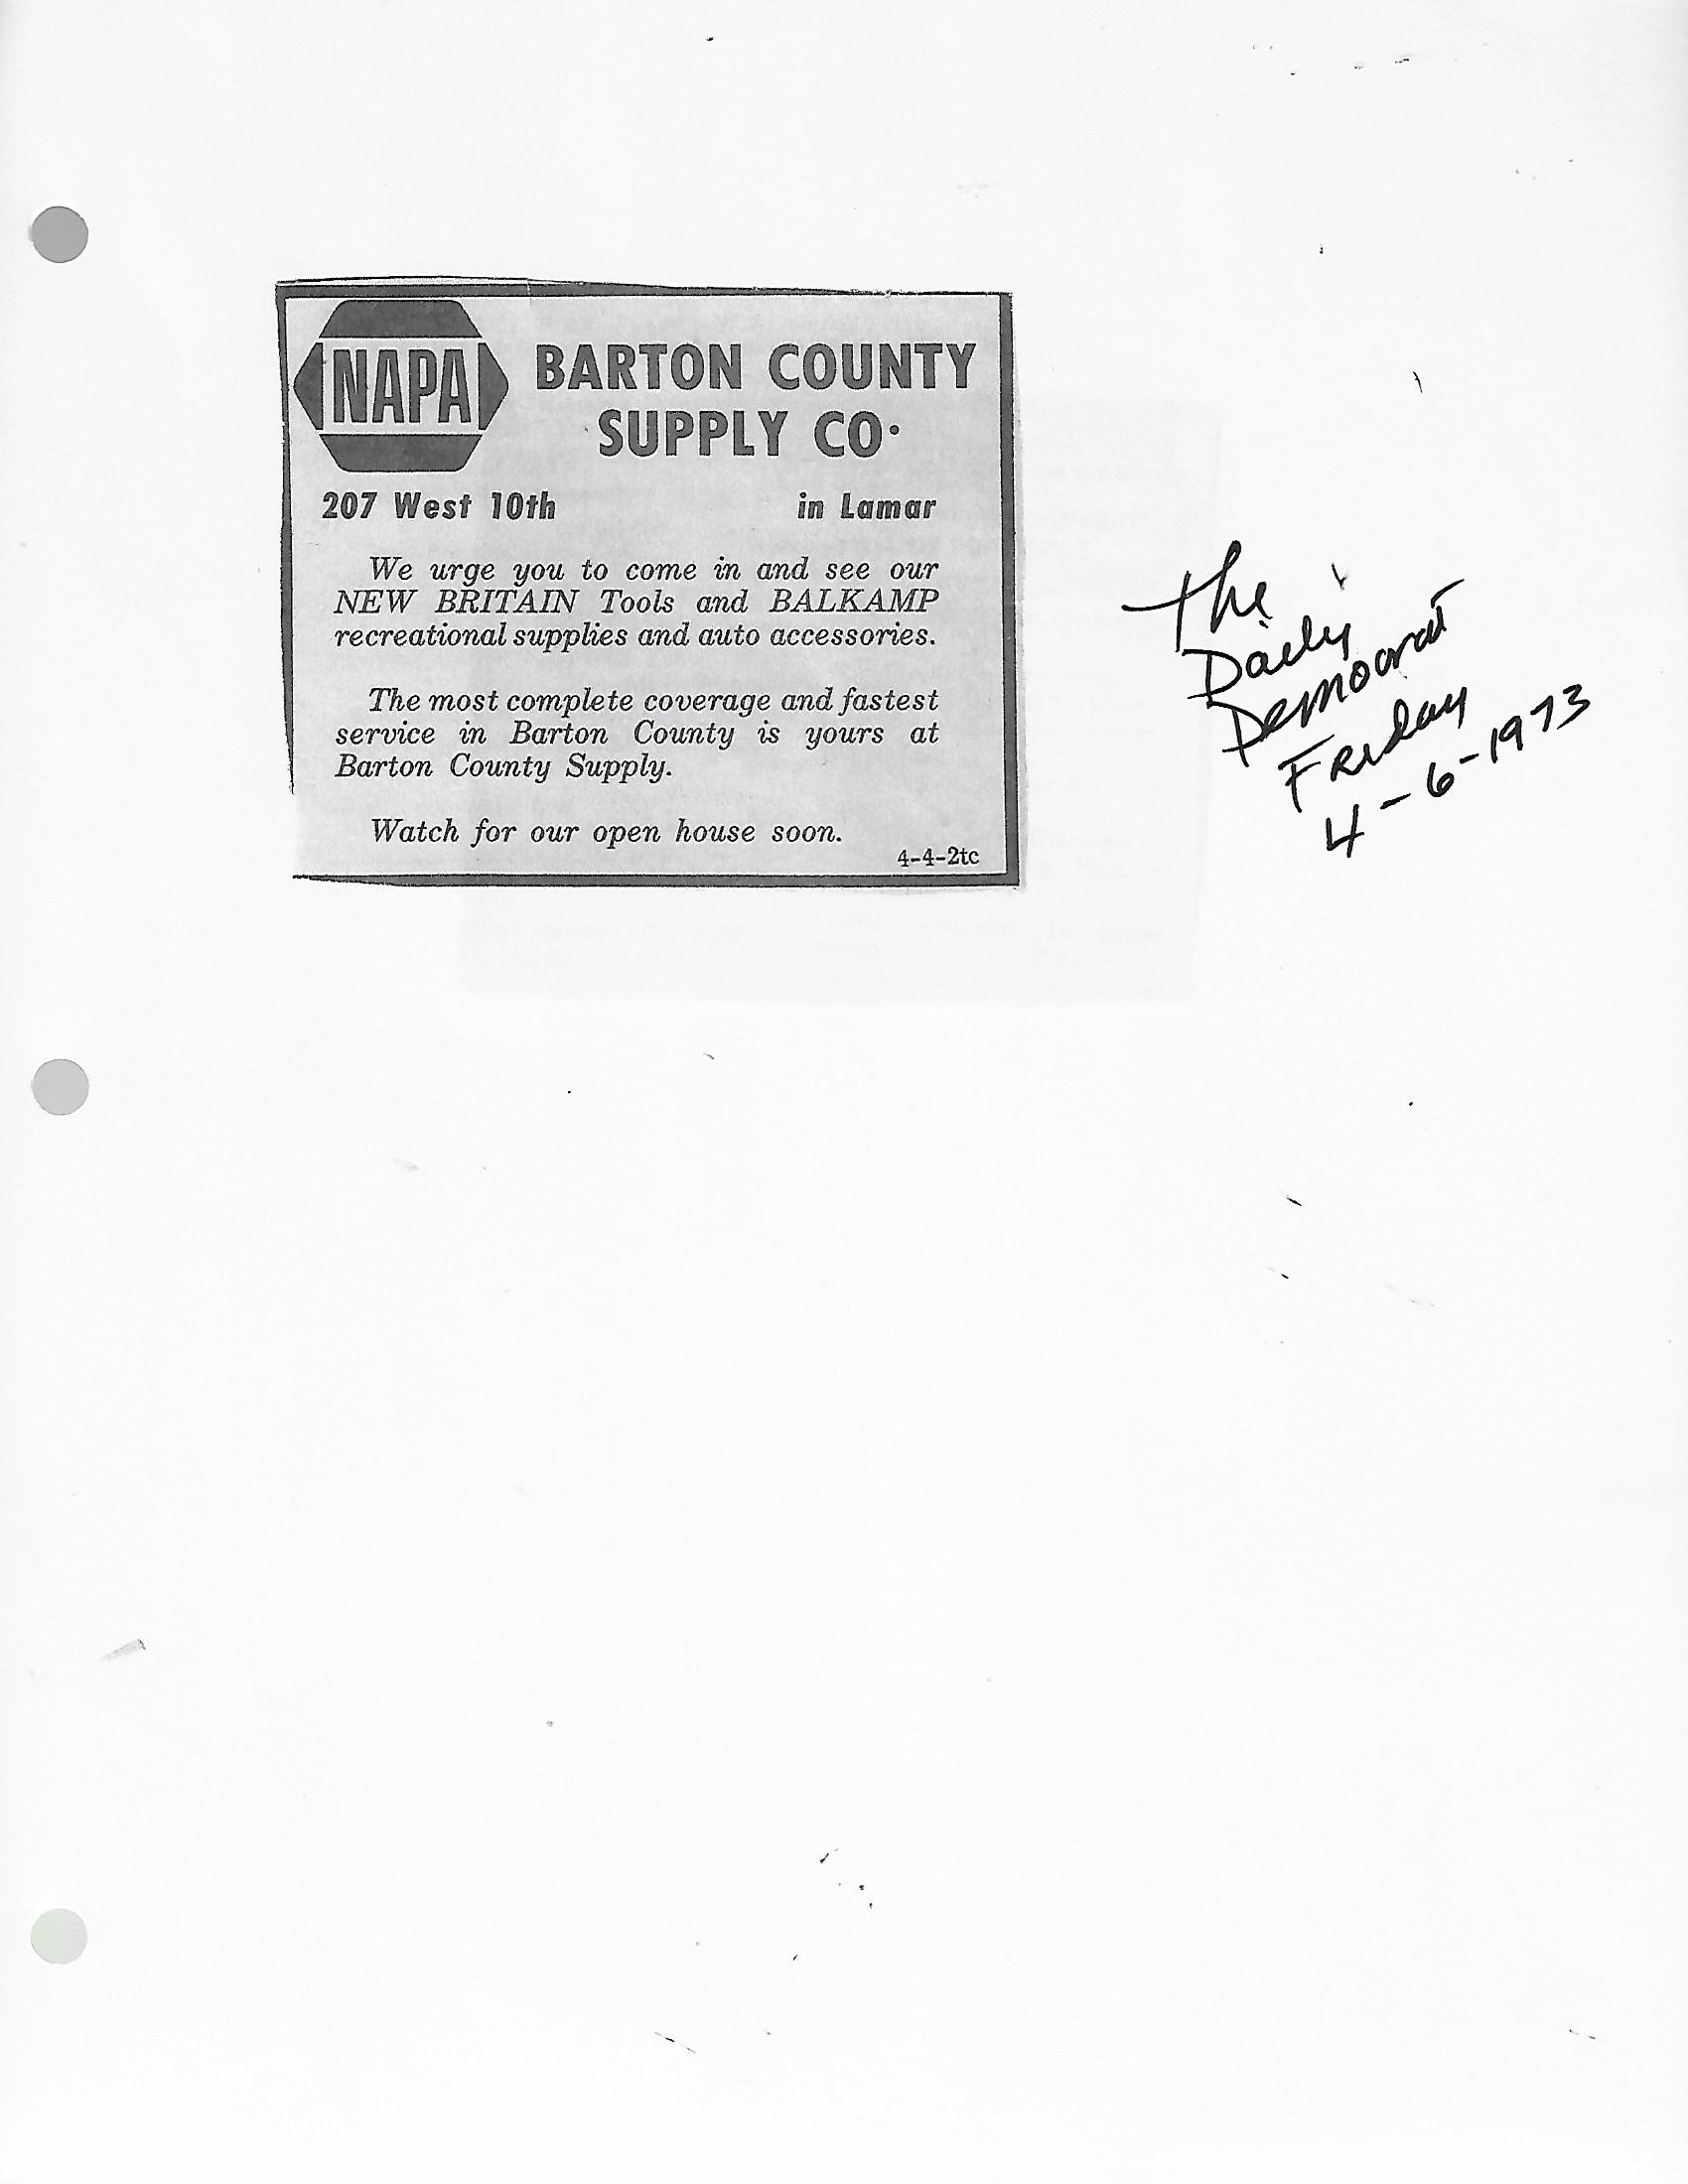 NAPA
BARTON COUNTY
SUPPLY CO.
207 West 10th in Lamar
We urge you to come in and see our
NEW BRITAIN Tools and BALKAMP
recreational supplies and auto accessories.
The most complete coverage and fastest
service in Barton County is yours at
Barton County Supply.
Watch for our open house soon.
4-4-2tc
The
Daily
Democrat
Friday
4-6-1973